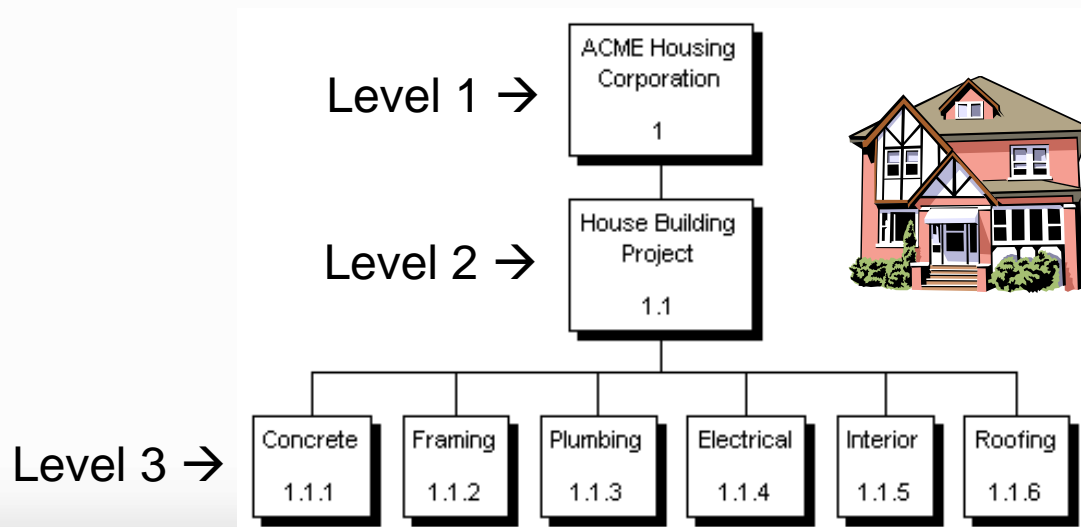 ACME Housing
Corporation
Level 1 →
1
House Building
Project
Level 2 →
1.1
Concrete Framing Plumbing Electrical Interior Roofing
Level 3 →
1.1.1 1.1.2 1.1.3 1.1.4 1.1.5 1.1.6